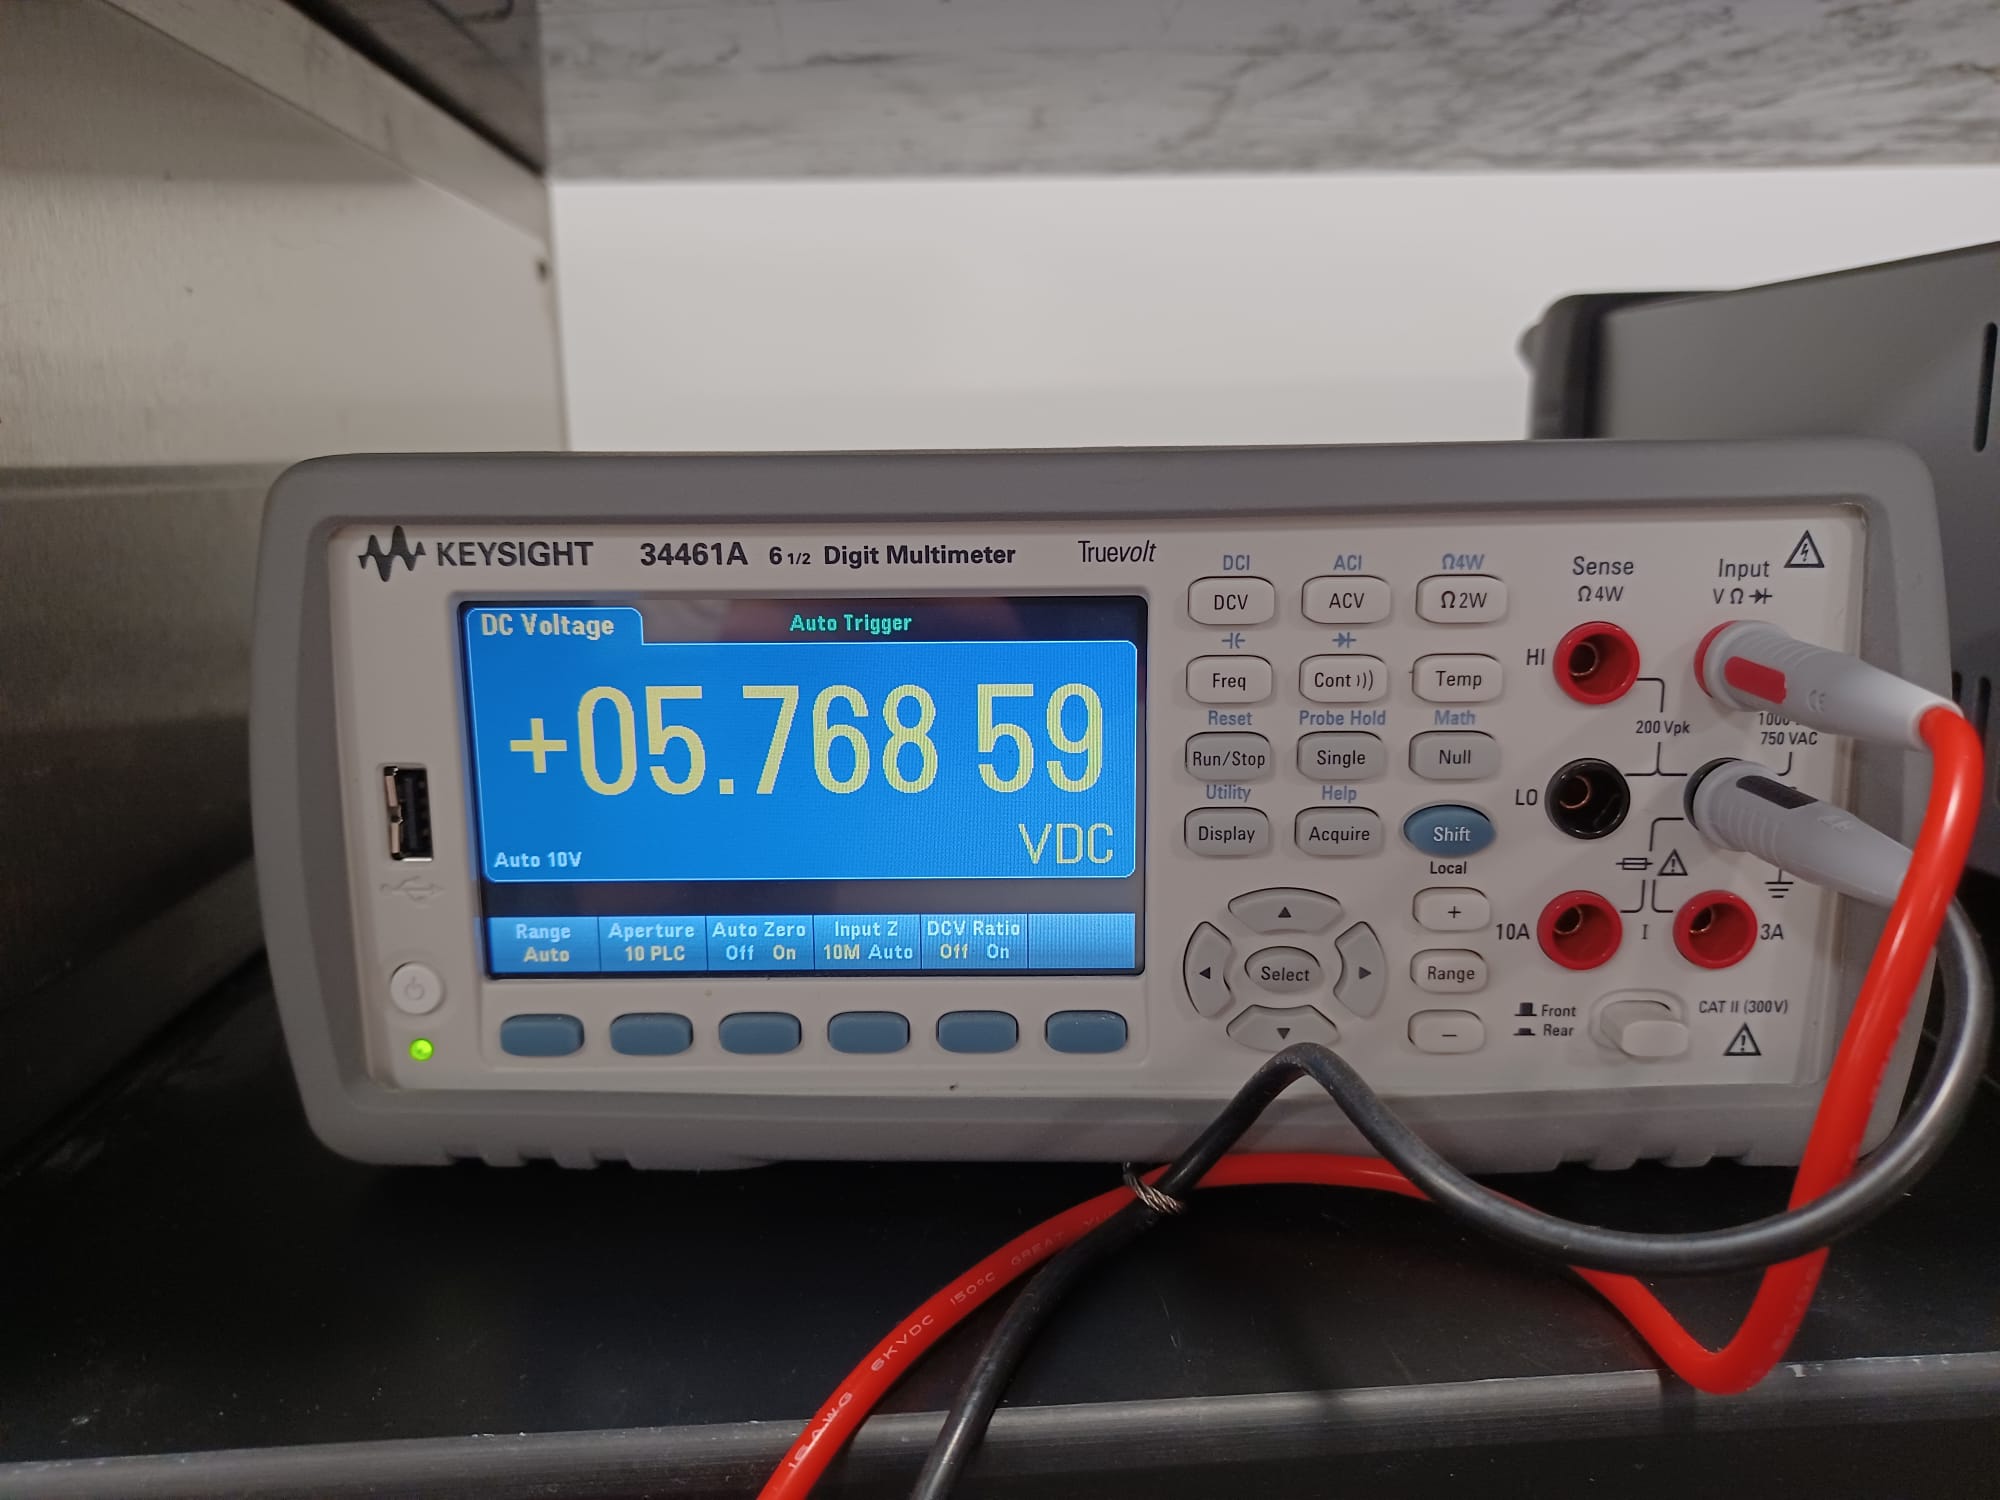 KEYSIGHT 34461A 6 1/2 Digit Multimeter Truevolt
DC Voltage Auto Trigger
+05.768 59
VDC
Auto 10V
Range Aperture Auto Zero Input Z DCV Ratio
Auto 10 PLC Off On 10M Auto Off On
DCI ACI Ω4W
DCV ACV Ω2W
Freq Cont Temp
Reset Probe Hold Math
Run/Stop Single Null
Utility Help
Display Acquire Shift
Local
+
Select Range
−
Sense Input
Ω4W VΩ
HI
200 Vpk
750 VAC
LO
10A I 3A
Front
Rear
CAT II (300V)
16AWG 6KVDC 150°C GREAT